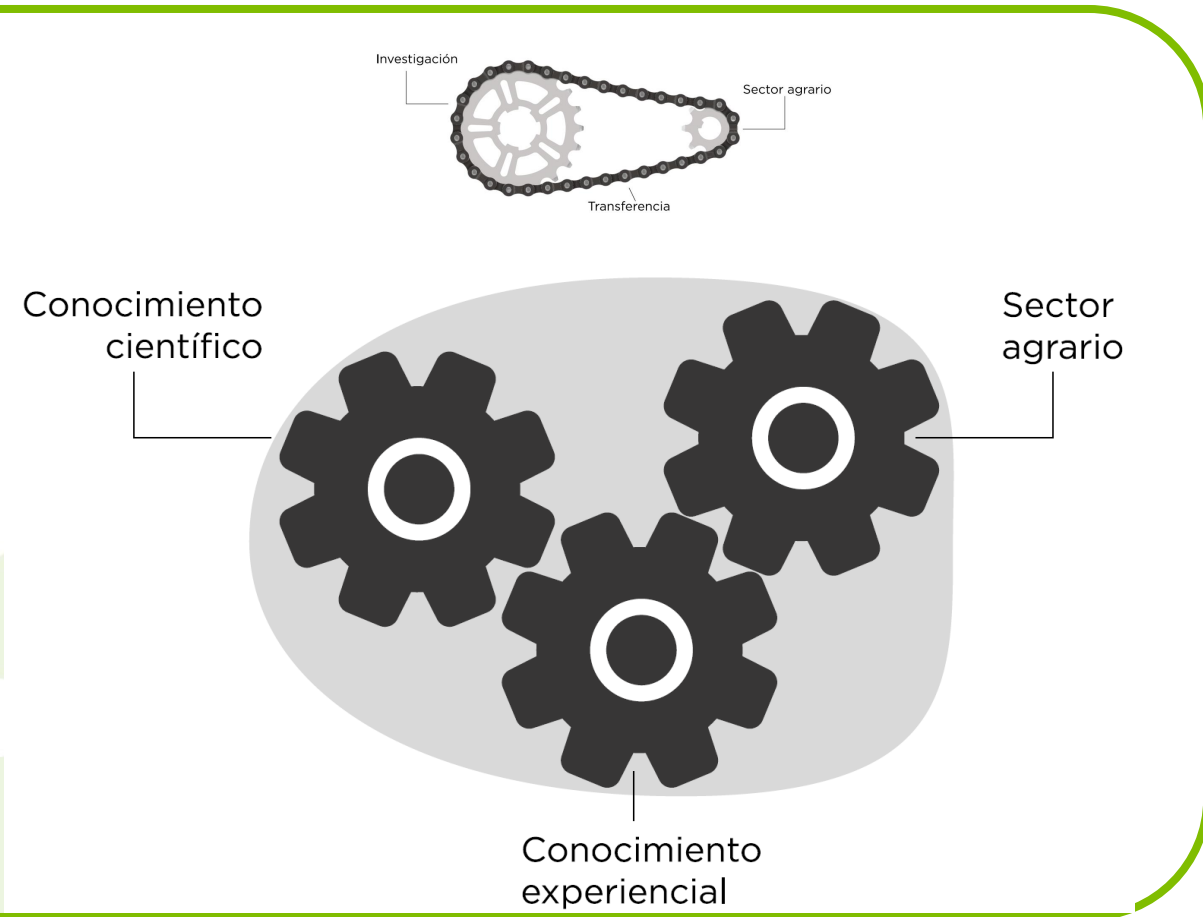 Investigación
Sector agrario
Transferencia
Conocimiento
científico
Sector
agrario
Conocimiento
experiencial